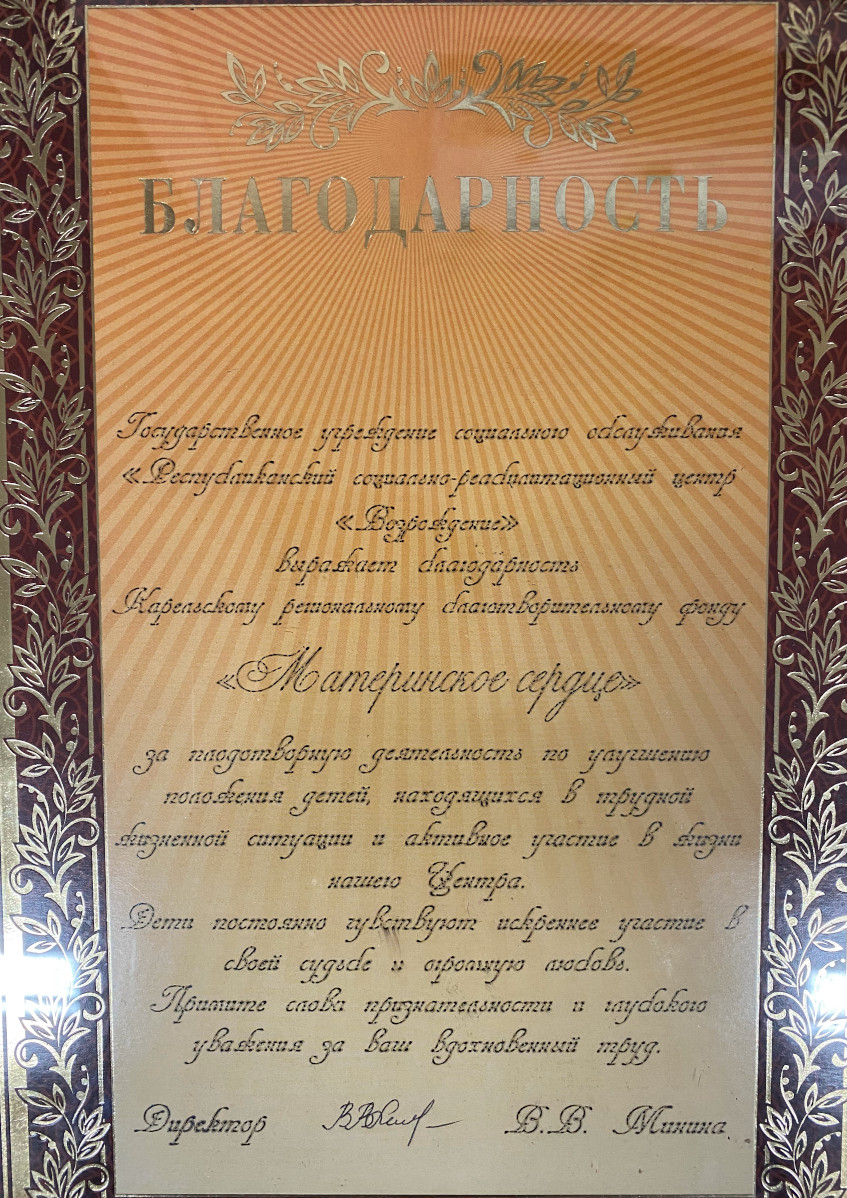 БЛАГОДАРНОСТЬ
Государственное учреждение социального обслуживания
«Республиканский социально-реабилитационный центр
«Возрождение»
выражает благодарность
Карельскому региональному благотворительному фонду
«Материнское сердце»
за плодотворную деятельность по улучшению
положения детей, находящихся в трудной
жизненной ситуации и активное участие в жизни
нашего Центра.
Дети постоянно чувствуют искреннее участие в
своей судьбе и огромную любовь.
Примите слова признательности и глубокого
уважения за ваш вдохновенный труд.
Директор В.В. Минина